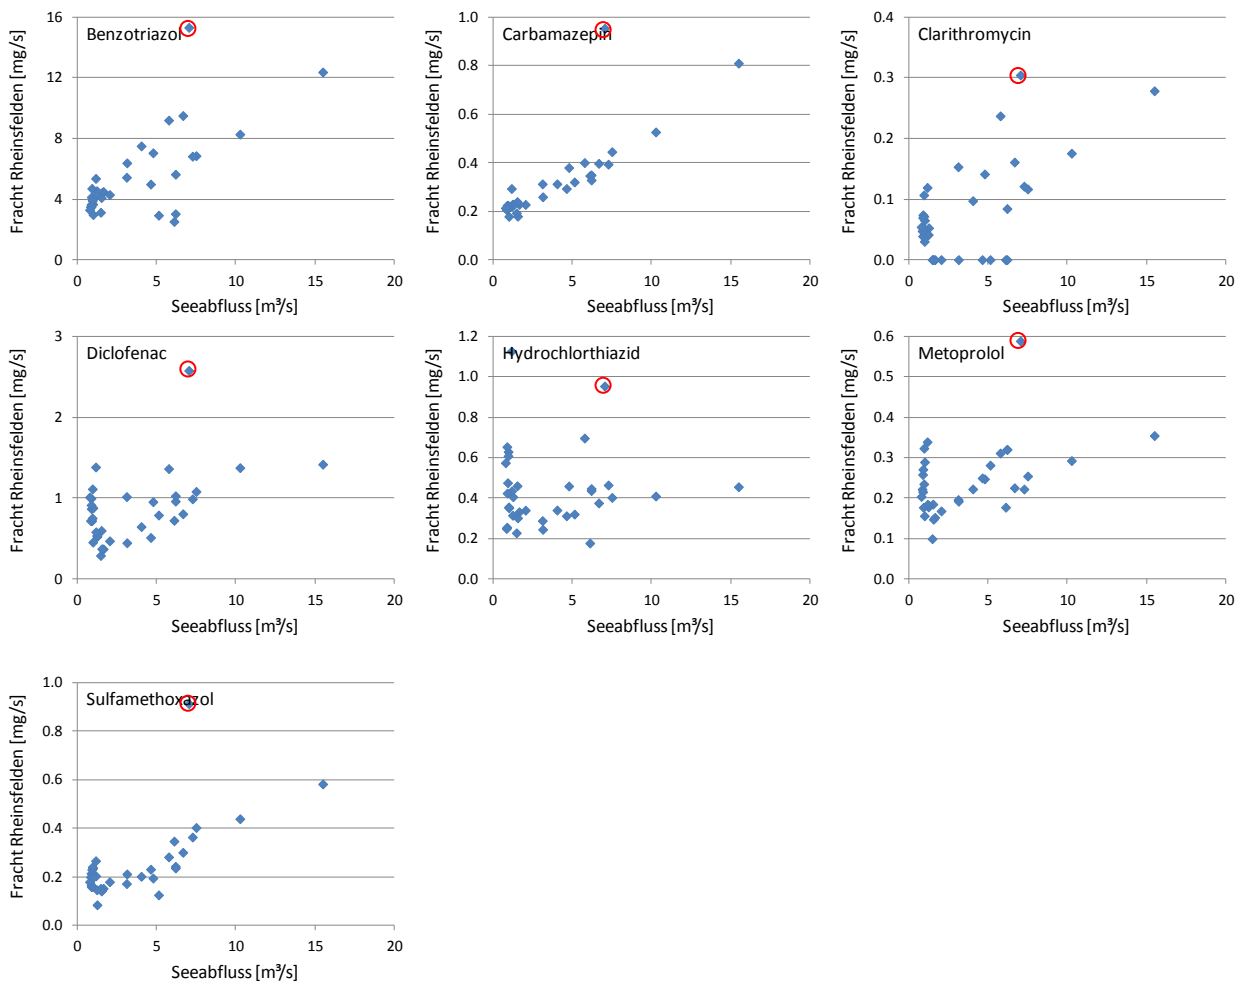 Fracht Rheinsfelden [mg/s]
16
12
8
4
0
Benzotriazol
0 5 10 15 20
Seeabfluss [m³/s]
Fracht Rheinsfelden [mg/s]
1.0
0.8
0.6
0.4
0.2
0.0
Carbamazepin
0 5 10 15 20
Seeabfluss [m³/s]
Fracht Rheinsfelden [mg/s]
0.4
0.3
0.2
0.1
0.0
Clarithromycin
0 5 10 15 20
Seeabfluss [m³/s]
Fracht Rheinsfelden [mg/s]
3
2
1
0
Diclofenac
0 5 10 15 20
Seeabfluss [m³/s]
Fracht Rheinsfelden [mg/s]
1.2
1.0
0.8
0.6
0.4
0.2
0.0
Hydrochlorthiazid
0 5 10 15 20
Seeabfluss [m³/s]
Fracht Rheinsfelden [mg/s]
0.6
0.5
0.4
0.3
0.2
0.1
0.0
Metoprolol
0 5 10 15 20
Seeabfluss [m³/s]
Fracht Rheinsfelden [mg/s]
1.0
0.8
0.6
0.4
0.2
0.0
Sulfamethoxazol
0 5 10 15 20
Seeabfluss [m³/s]